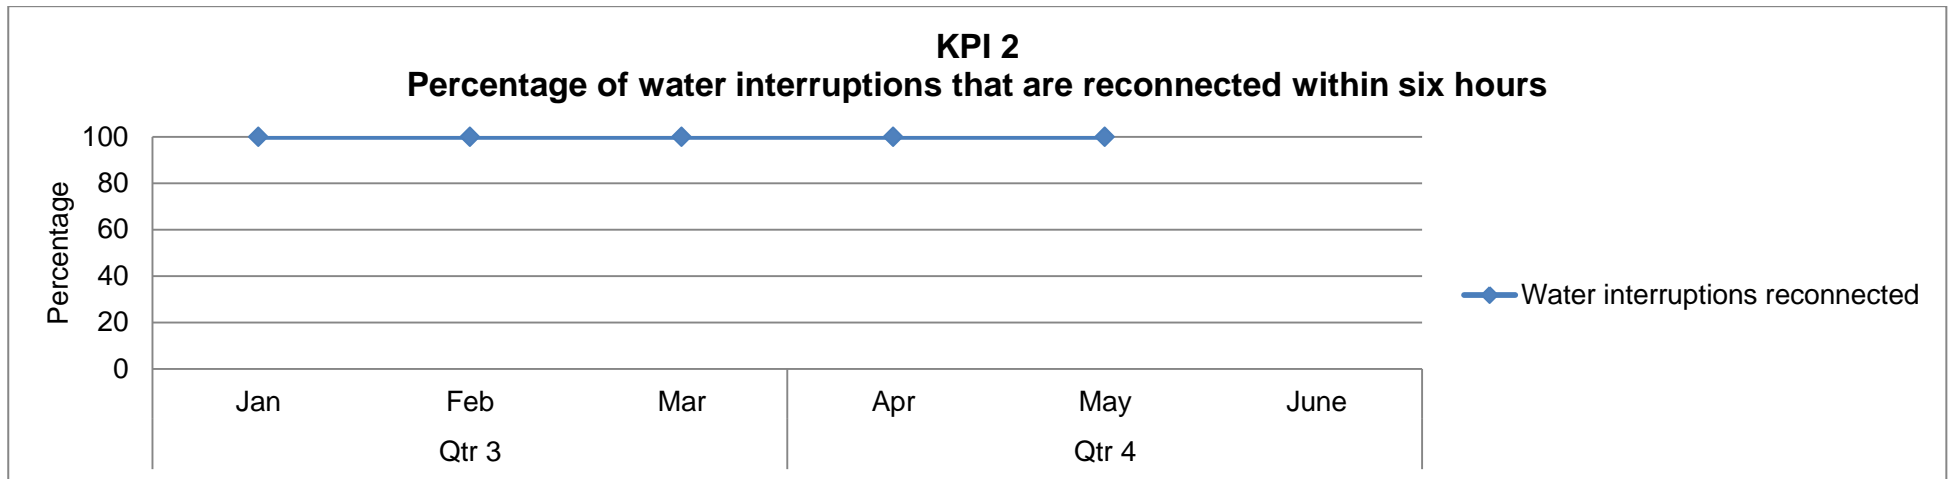 KPI 2
Percentage of water interruptions that are reconnected within six hours
100
80
60
40
20
0
Percentage
Jan Feb Mar Apr May June
Qtr 3 Qtr 4
Water interruptions reconnected